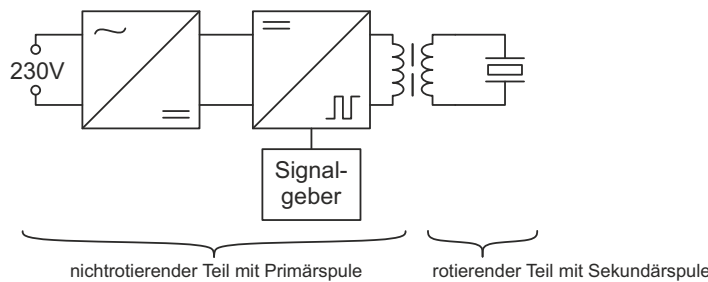 230V
Signal-
geber
nichtrotierender Teil mit Primärspule
rotierender Teil mit Sekundärspule